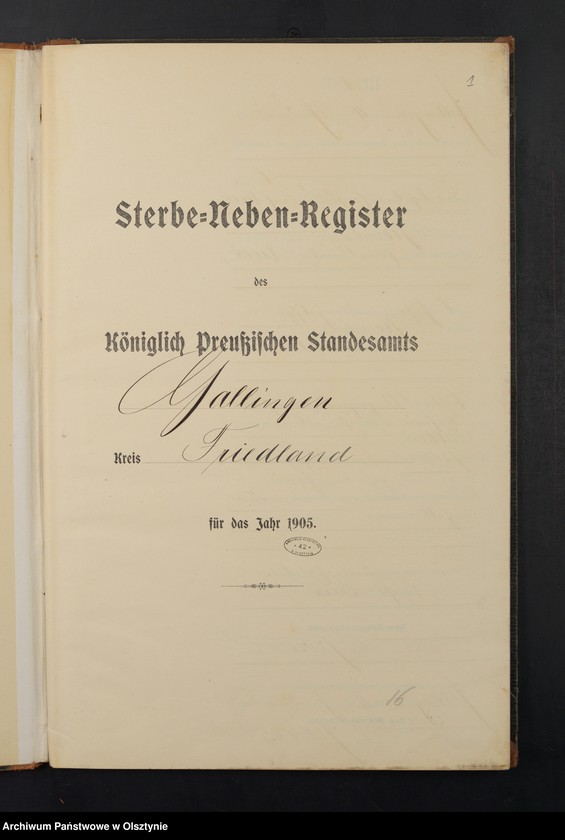 1
Sterbe=Neben=Register
des
Königlich Preußischen Standesamts
Gallingen
Kreis Friedland
für das Jahr 1905.
* 42 *
16
Archiwum Państwowe w Olsztynie